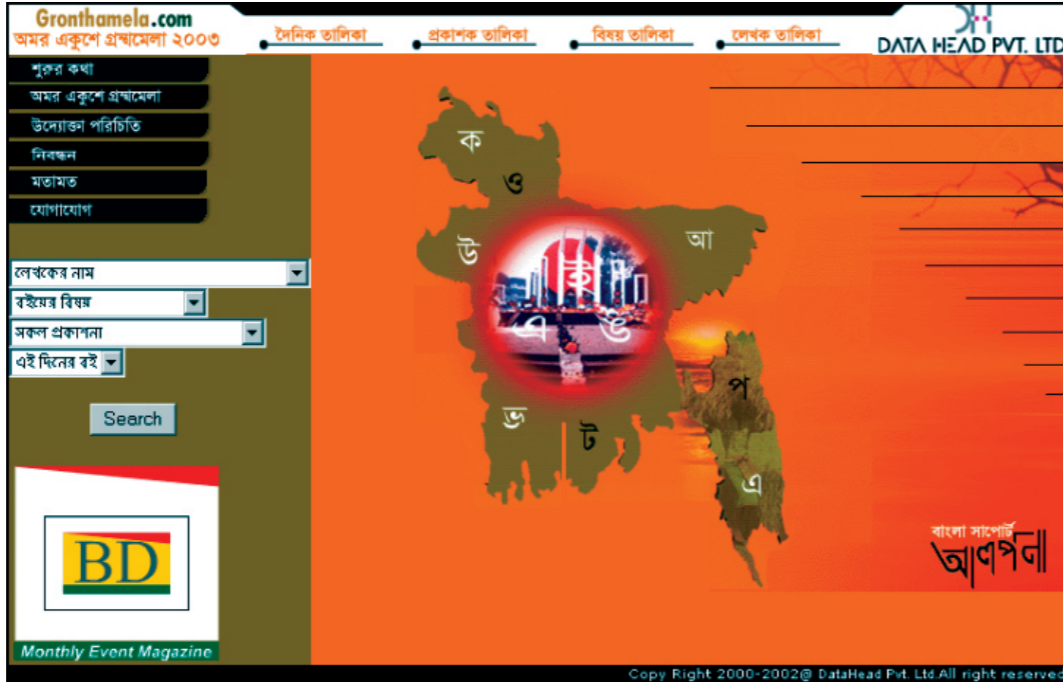 Gronthamela.com
অমর একুশে গ্রন্থমেলা ২০০৩
দৈনিক তালিকা
প্রকাশক তালিকা
বিষয় তালিকা
লেখক তালিকা
DATA HEAD PVT. LTD
শুরুর কথা
অমর একুশে গ্রন্থমেলা
উদ্যোক্তা পরিচিতি
নিবন্ধন
মতামত
যোগাযোগ
লেখকের নাম
বইয়ের বিষয়
সকল প্রকাশনা
এই দিনের বই
Search
ক
ও
উ
আ
ই
এ
ঙ
প
ট
এ
BD
Monthly Event Magazine
বাংলা সাপোর্ট
আলপনা
Copy Right 2000-2002@ DataHead Pvt. Ltd.All right reserved